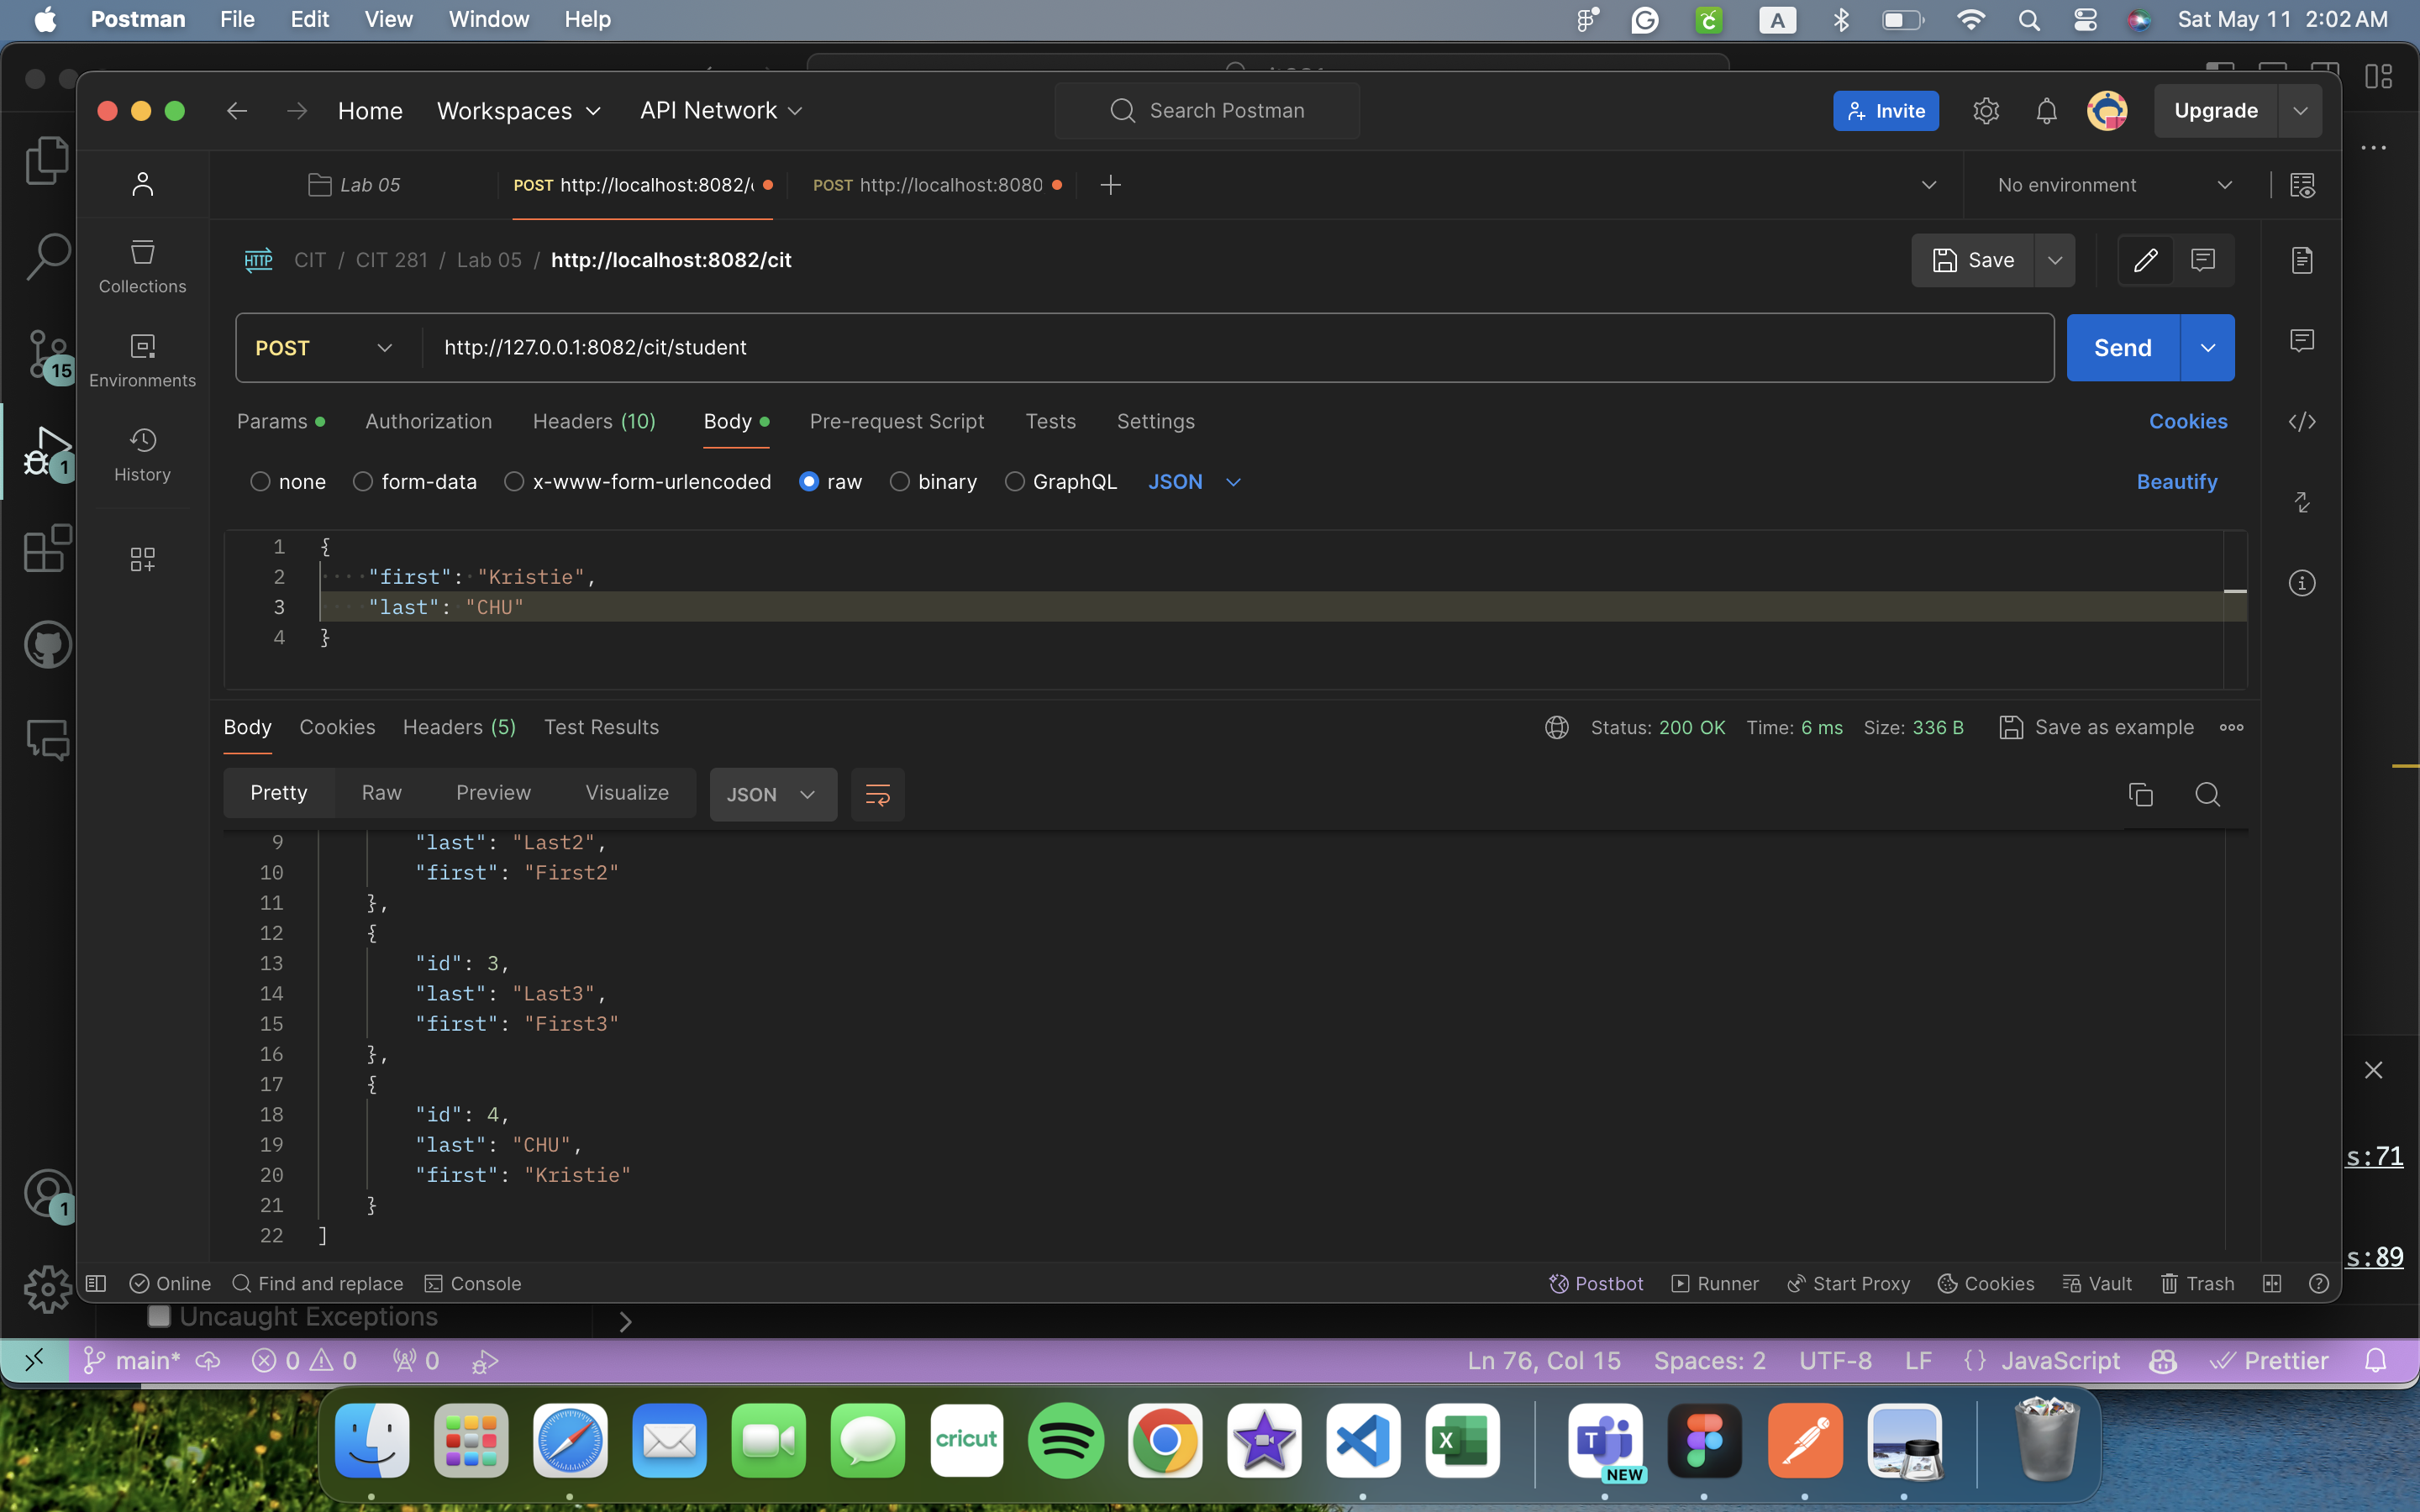 Postman File Edit View Window Help A Sat May 11 2:02 AM
Home Workspaces API Network Search Postman Invite Upgrade
Lab 05 POST http://localhost:8082/ POST http://localhost:8080 No environment
HTTP CIT / CIT 281 / Lab 05 / http://localhost:8082/cit Save
Collections
POST http://127.0.0.1:8082/cit/student Send
15
Environments
Params Authorization Headers (10) Body Pre-request Script Tests Settings Cookies
1
History
none form-data x-www-form-urlencoded raw binary GraphQL JSON Beautify
1 {
2 "first": "Kristie",
3 "last": "CHU"
4 }
Body Cookies Headers (5) Test Results Status: 200 OK Time: 6 ms Size: 336 B Save as example
Pretty Raw Preview Visualize JSON
9 "last": "Last2",
10 "first": "First2"
11 },
12 {
13 "id": 3,
14 "last": "Last3",
15 "first": "First3"
16 },
17 {
18 "id": 4,
19 "last": "CHU",
20 "first": "Kristie"
21 }
22 ]
s:71
1
s:89
Online Find and replace Console Postbot Runner Start Proxy Cookies Vault Trash
Uncaught Exceptions
main* 0 0 0 Ln 76, Col 15 Spaces: 2 UTF-8 LF {} JavaScript Prettier
cricut
X
T
NEW